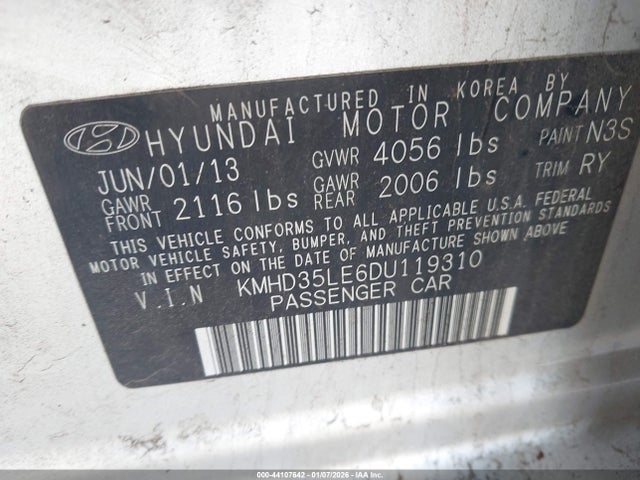 MANUFACTURED IN KOREA BY
HYUNDAI MOTOR COMPANY
JUN/01/13 GVWR 4056 lbs PAINT N3S
GAWR FRONT 2116 lbs GAWR REAR 2006 lbs TRIM RY
THIS VEHICLE CONFORMS TO ALL APPLICABLE U.S.A. FEDERAL
MOTOR VEHICLE SAFETY, BUMPER, AND THEFT PREVENTION STANDARDS
IN EFFECT ON THE DATE OF MANUFACTURE SHOWN ABOVE
V.I.N KMHD35LE6DU119310
PASSENGER CAR
000-44107642 - 01/07/2026 - IAA Inc.